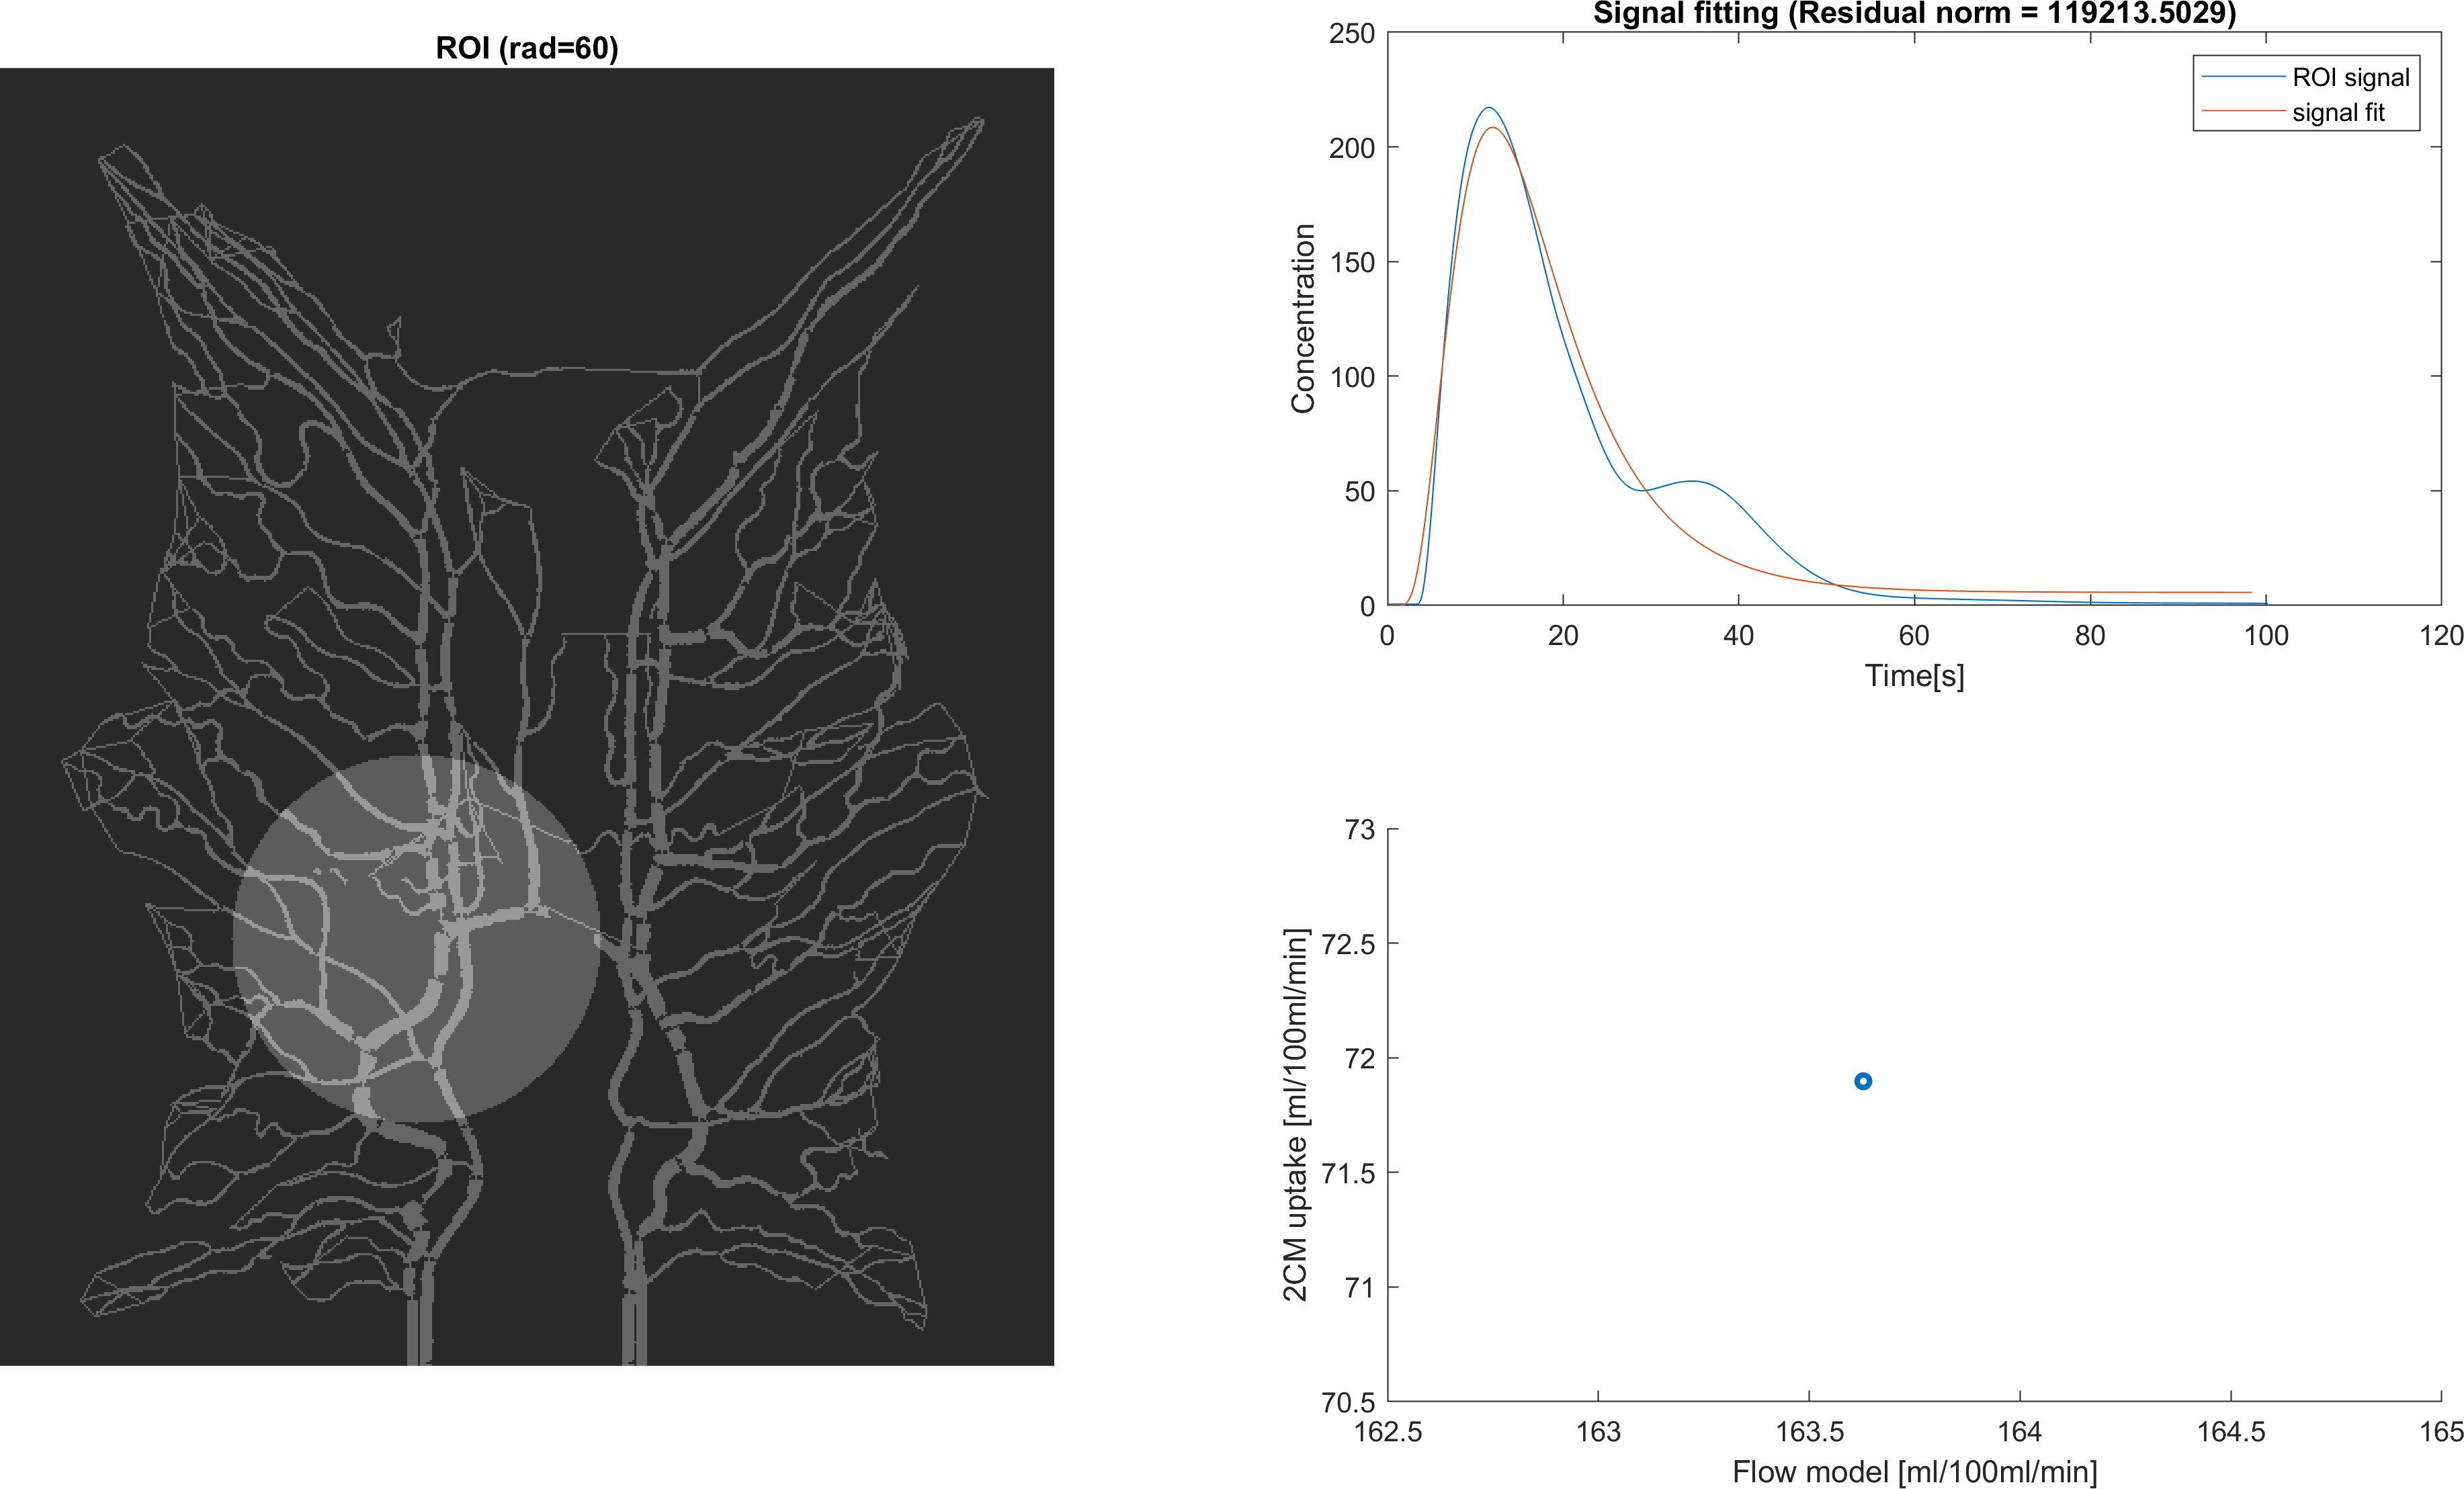 ROI (rad=60)
Signal fitting (Residual norm = 119213.5029)
250
200
150
100
50
0
Concentration
ROI signal
signal fit
0 20 40 60 80 100 120
Time[s]
73
72.5
72
71.5
71
70.5
2CM uptake [ml/100ml/min]
162.5 163 163.5 164 164.5 165
Flow model [ml/100ml/min]